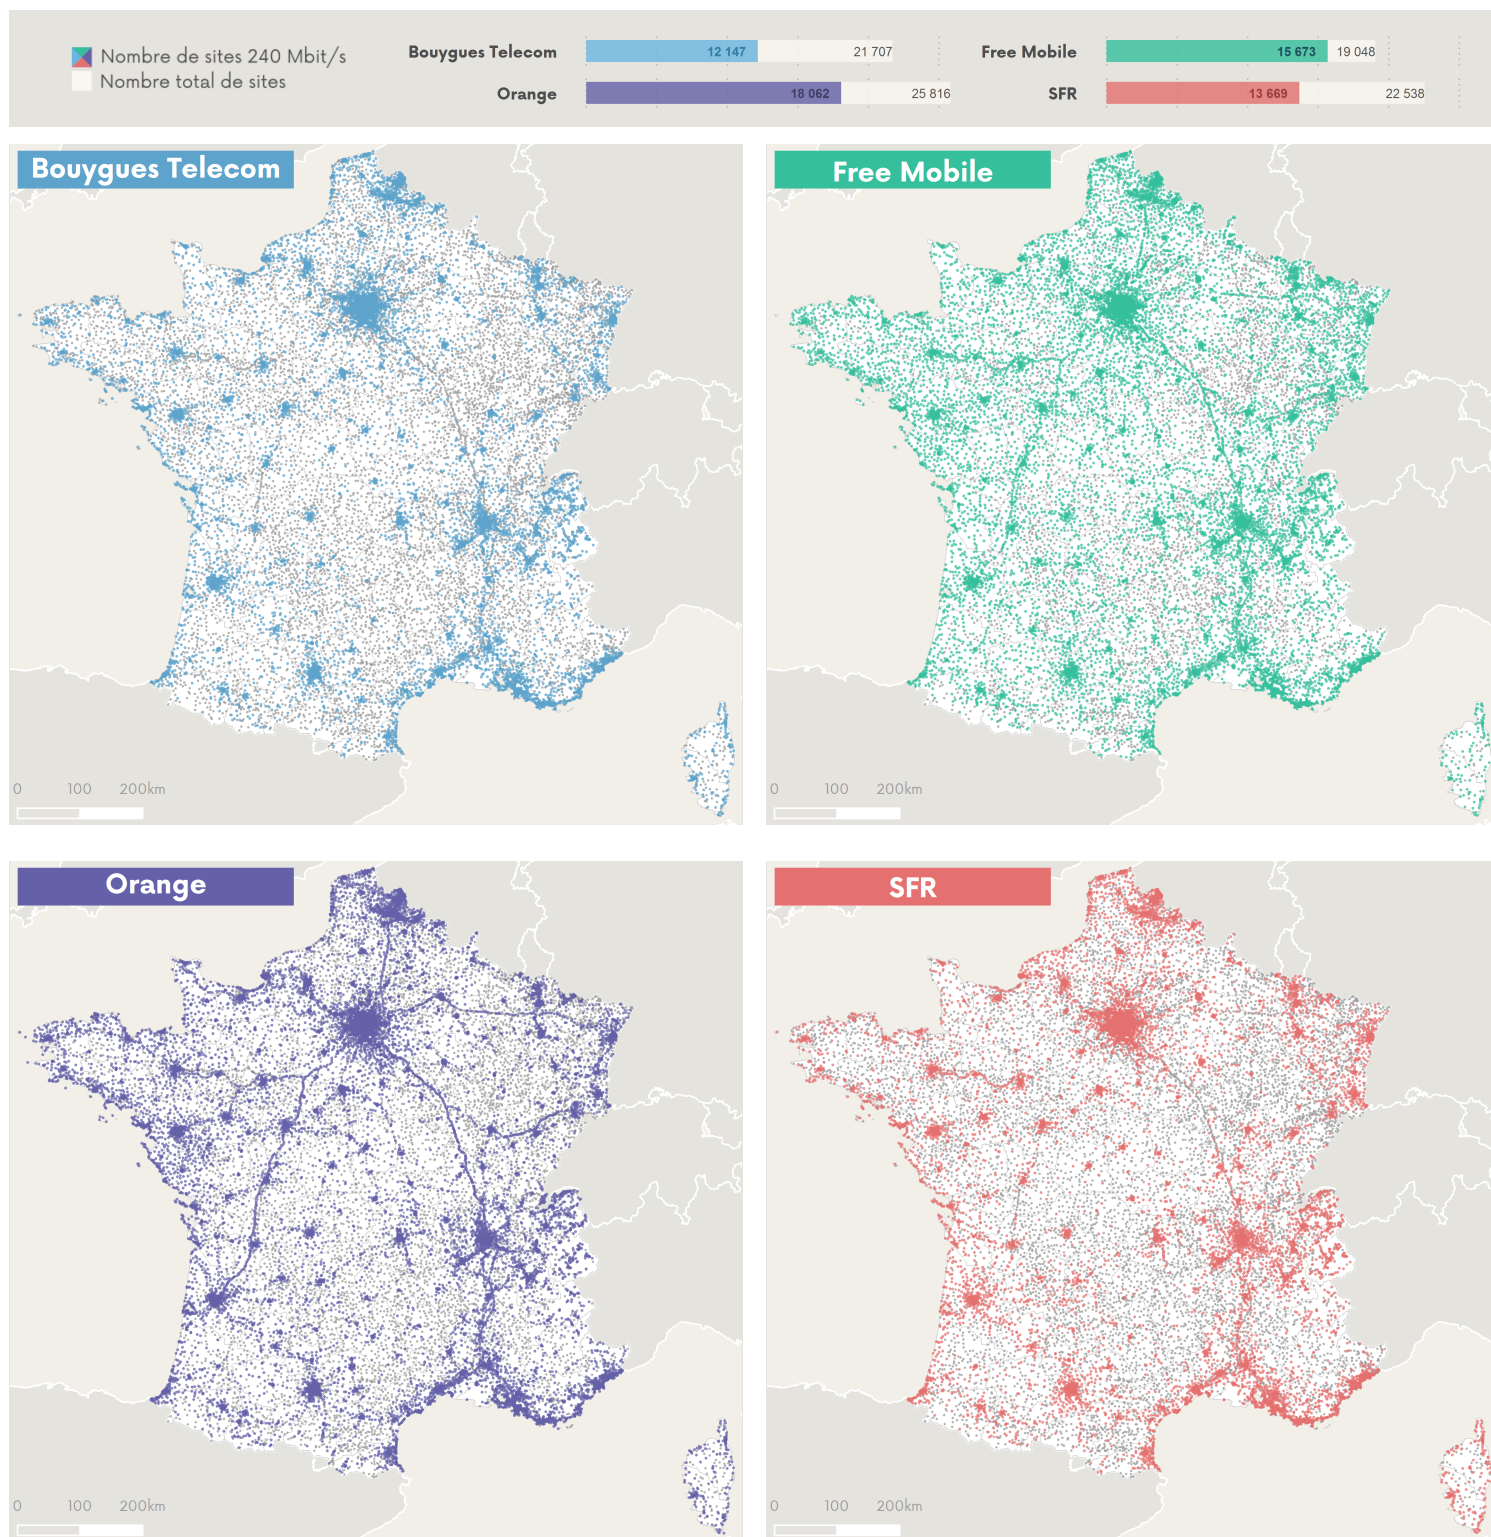 Nombre de sites 240 Mbit/s
Nombre total de sites
Bouygues Telecom 12 147 21 707
Orange 18 062 25 816
Free Mobile 15 673 19 048
SFR 13 669 22 538
Bouygues Telecom
0 100 200km
Free Mobile
0 100 200km
Orange
0 100 200km
SFR
0 100 200km